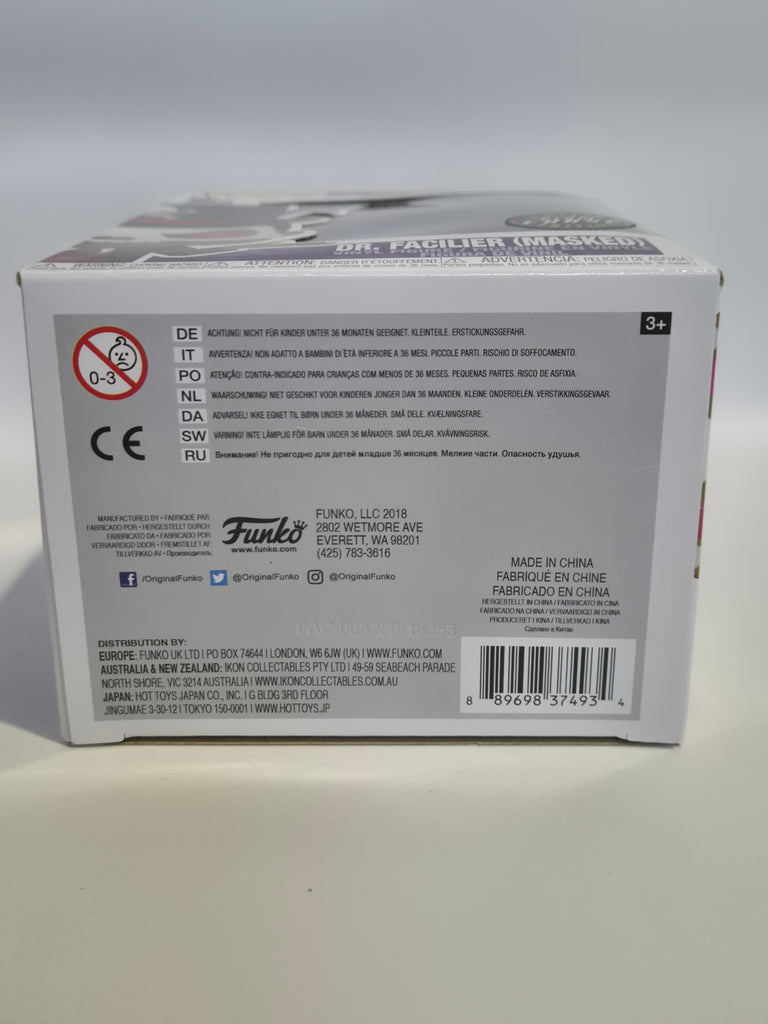 DR. FACILIER (MASKED)
3+
0-3
DE ACHTUNG! NICHT FÜR KINDER UNTER 36 MONATEN GEEIGNET. KLEINTEILE. ERSTICKUNGSGEFAHR.
IT AVVERTENZA! NON ADATTO A BAMBINI DI ETÀ INFERIORE A 36 MESI. PICCOLE PARTI. RISCHIO DI SOFFOCAMENTO.
PO ATENÇÃO! CONTRA-INDICADO PARA CRIANÇAS COM MENOS DE 36 MESES. PEQUENAS PARTES. RISCO DE ASFIXIA.
NL WAARSCHUWING! NIET GESCHIKT VOOR KINDEREN JONGER DAN 36 MAANDEN. KLEINE ONDERDELEN. VERSTIKKINGSGEVAAR.
DA ADVARSEL! IKKE EGNET TIL BØRN UNDER 36 MÅNEDER. SMÅ DELE. KVÆLNINGSFARE.
SW VARNING! INTE LÄMPLIG FÖR BARN UNDER 36 MÅNADER. SMÅ DELAR. KVÄVNINGSRISK.
RU Внимание! Не пригодно для детей младше 36 месяцев. Мелкие части. Опасность удушья.
CE
MANUFACTURED BY • FABRIQUÉ PAR
FABRICADO POR • HERGESTELLT DURCH
FABBRICATO DA • FABRICADO POR
VERVAARDIGD DOOR • FREMSTILLET AF
TILLVERKAD AV • Производитель
Funko
www.funko.com
FUNKO, LLC 2018
2802 WETMORE AVE
EVERETT, WA 98201
(425) 783-3616
/OriginalFunko @OriginalFunko @OriginalFunko
MADE IN CHINA
FABRIQUÉ EN CHINE
FABRICADO EN CHINA
HERGESTELLT IN CHINA / FABBRICATO IN CINA
FABRICADO NA CHINA / VERVAARDIGD IN CHINA
PRODUCERET I KINA / TILLVERKAD I KINA
Сделано в Китае
DISTRIBUTION BY:
EUROPE: FUNKO UK LTD I PO BOX 74644 I LONDON, W6 6JW (UK) I WWW.FUNKO.COM
AUSTRALIA & NEW ZEALAND: IKON COLLECTABLES PTY LTD I 49-59 SEABEACH PARADE
NORTH SHORE, VIC 3214 AUSTRALIA I WWW.IKONCOLLECTABLES.COM.AU
JAPAN: HOT TOYS JAPAN CO., INC. I G BLDG 3RD FLOOR
JINGUMAE 3-30-12 I TOKYO 150-0001 I WWW.HOTTOYS.JP
8 89698 37493 4